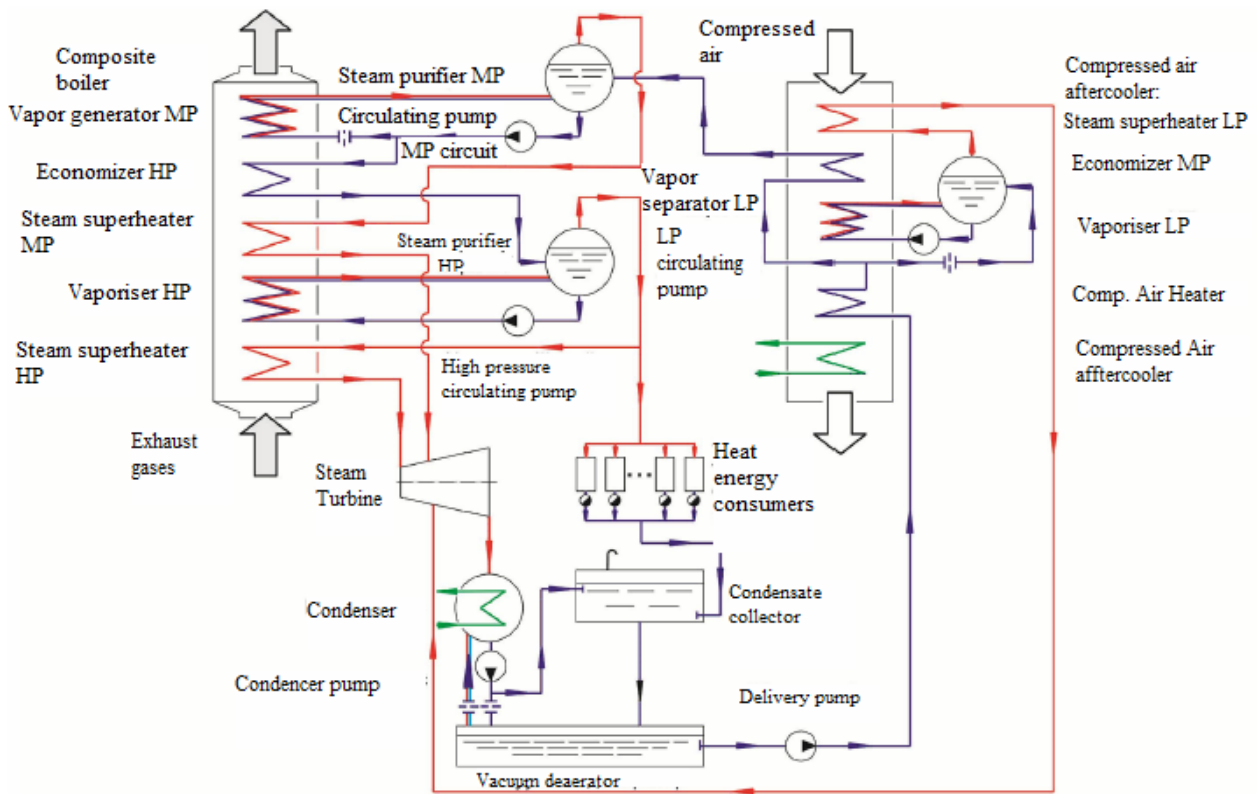 Composite
boiler
Vapor generator MP
Economizer HP
Steam superheater
MP
Vaporiser HP
Steam superheater
HP
Exhaust
gases
Steam purifier MP
Circulating pump
MP circuit
Steam purifier
HP
Vapor
separator LP
LP
circulating
pump
High pressure
circulating pump
Steam
Turbine
Heat
energy
consumers
Condenser
Condencer pump
Condensate
collector
Delivery pump
Vacuum deaerator
Compressed
air
Compressed air
aftercooler:
Steam superheater LP
Economizer MP
Vaporiser LP
Comp. Air Heater
Compressed Air
afftercooler